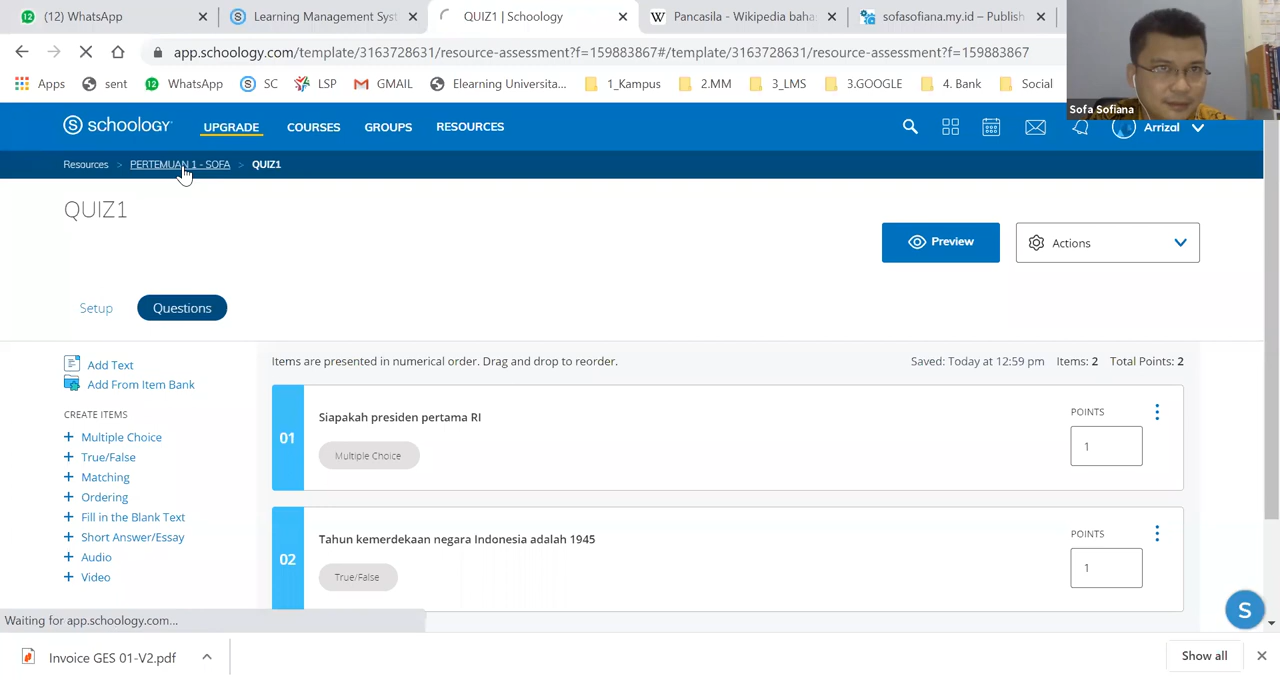 (12) WhatsApp
Learning Management Syst
QUIZ1 | Schoology
W Pancasila - Wikipedia baha
sofasofiana.my.id – Publish
app.schoology.com/template/3163728631/resource-assessment?f=159883867#/template/3163728631/resource-assessment?f=159883867
Apps
sent
12 WhatsApp
S SC
LSP
GMAIL
Elearning Universita...
1_Kampus
2.MM
3_LMS
3.GOOGLE
4. Bank
Social
Sofa Sofiana
S schoology
UPGRADE
COURSES
GROUPS
RESOURCES
Arrizal
Resources > PERTEMUAN 1 - SOFA > QUIZ1
QUIZ1
Preview
Actions
Setup
Questions
Add Text
Add From Item Bank
CREATE ITEMS
+ Multiple Choice
+ True/False
+ Matching
+ Ordering
+ Fill in the Blank Text
+ Short Answer/Essay
+ Audio
+ Video
Items are presented in numerical order. Drag and drop to reorder.
Saved: Today at 12:59 pm Items: 2 Total Points: 2
01
Siapakah presiden pertama RI
Multiple Choice
POINTS
1
02
Tahun kemerdekaan negara Indonesia adalah 1945
True/False
POINTS
1
S
Waiting for app.schoology.com...
Invoice GES 01-V2.pdf
Show all